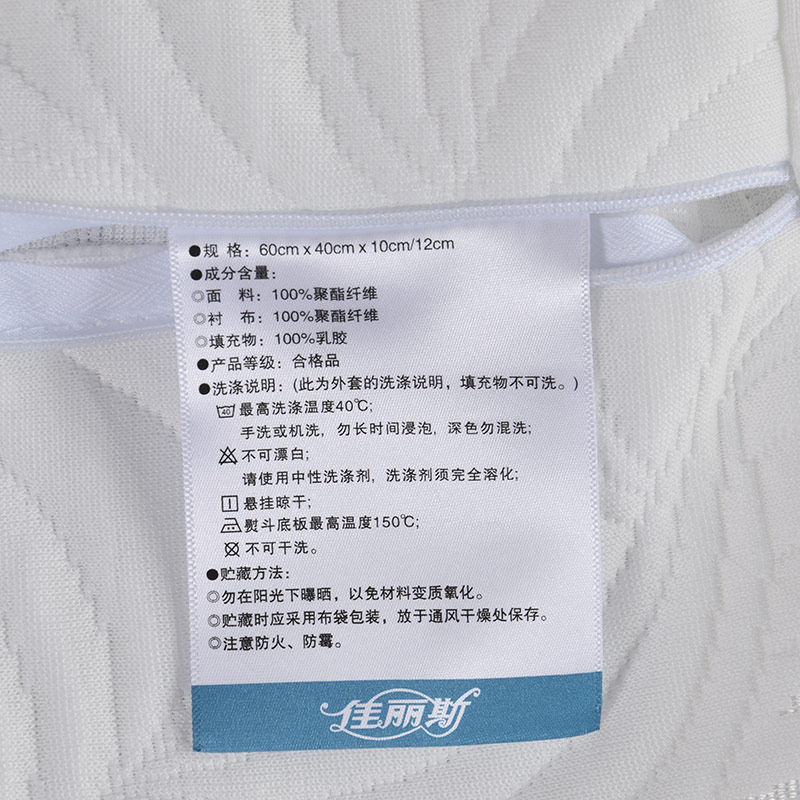 ●规 格：60cm x 40cm x 10cm/12cm
●成分含量：
◎面 料：100%聚酯纤维
◎衬 布：100%聚酯纤维
◎填充物：100%乳胶
●产品等级：合格品
●洗涤说明：(此为外套的洗涤说明，填充物不可洗。)
40 最高洗涤温度40℃;
手洗或机洗，勿长时间浸泡，深色勿混洗;
不可漂白;
请使用中性洗涤剂，洗涤剂须完全溶化;
悬挂晾干;
熨斗底板最高温度150℃;
不可干洗。
●贮藏方法：
◎勿在阳光下曝晒，以免材料变质氧化。
◎贮藏时应采用布袋包装，放于通风干燥处保存。
◎注意防火、防霉。
佳丽斯